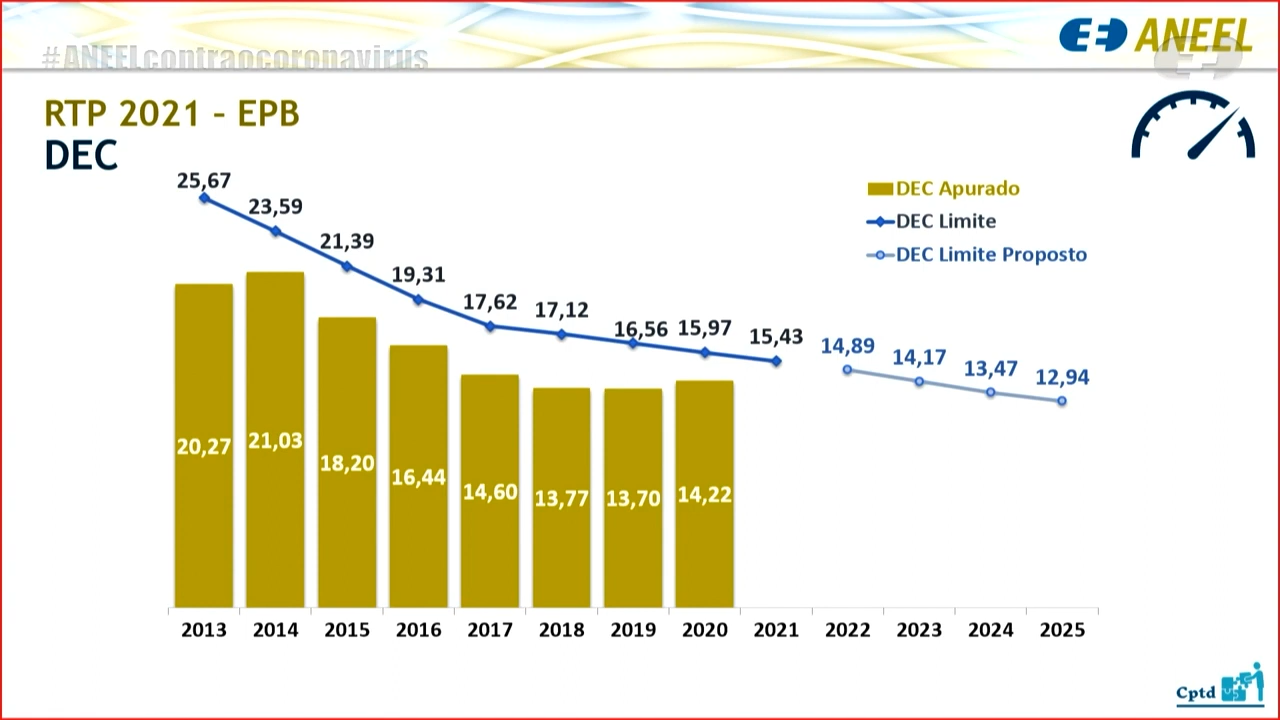 #ANEELcontraocoronavirus
ANEEL
RTP 2021 - EPB
DEC
DEC Apurado
DEC Limite
DEC Limite Proposto
25,67
23,59
21,39
19,31
17,62
17,12
16,56
15,97
15,43
14,89
14,17
13,47
12,94
20,27
21,03
18,20
16,44
14,60
13,77
13,70
14,22
2013 2014 2015 2016 2017 2018 2019 2020 2021 2022 2023 2024 2025
Cptd